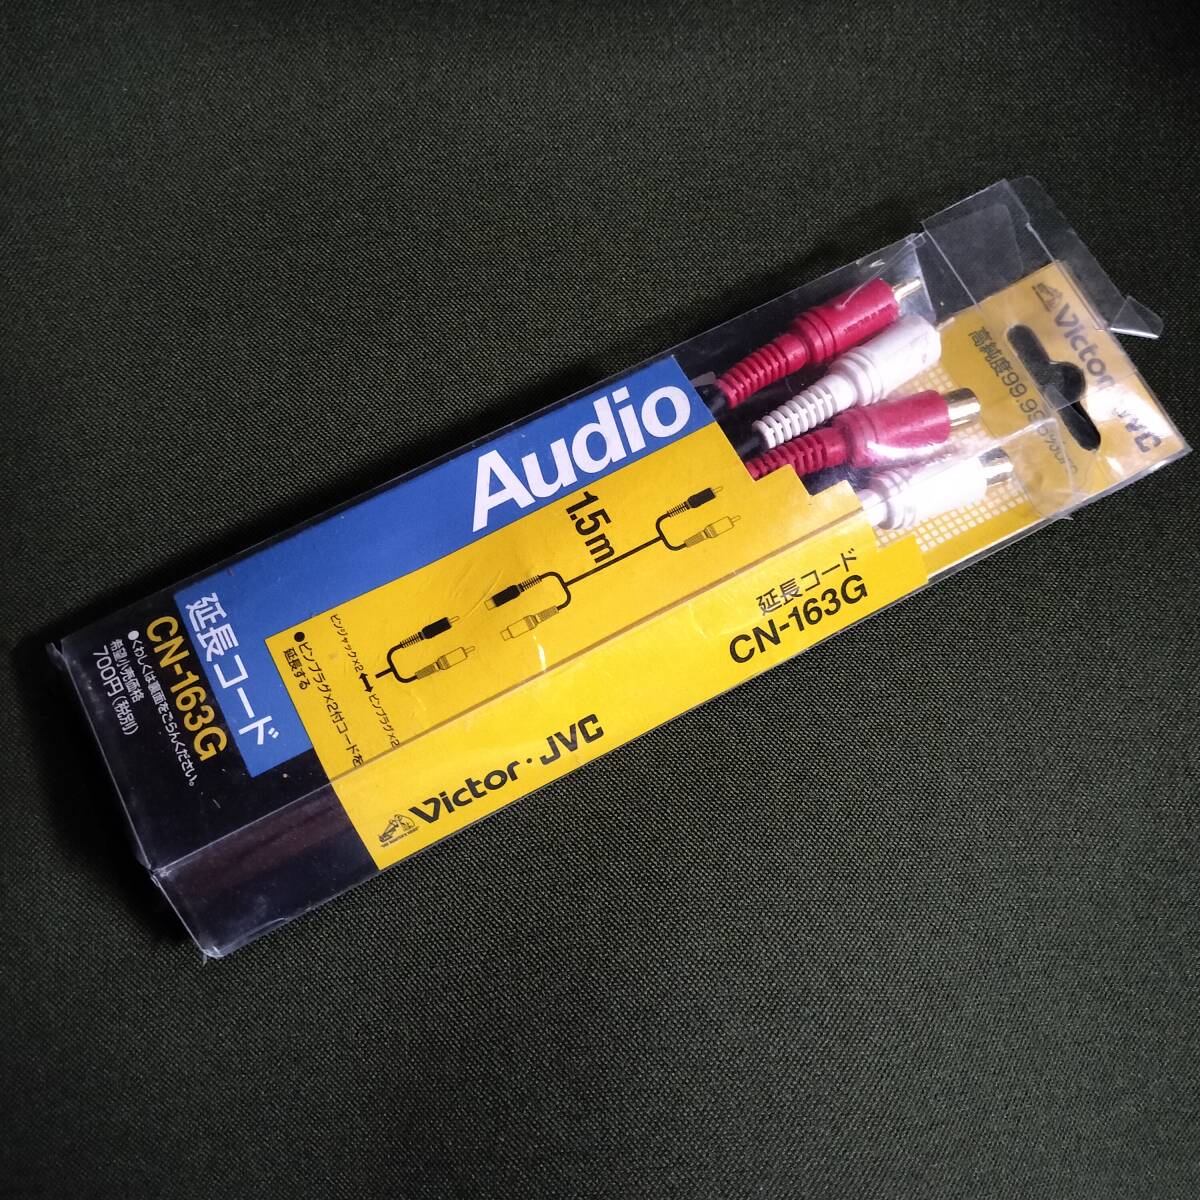 Audio
1.5m
延長コード
CN-163G
●くわしくは裏面をごらんください。
希望小売価格
700円(税別)
ピンジャック×2
ピンプラグ×2
●ピンプラグ×2付コードを
延長する
延長コード
CN-163G
Victor・JVC
Victor
高純度99.996%